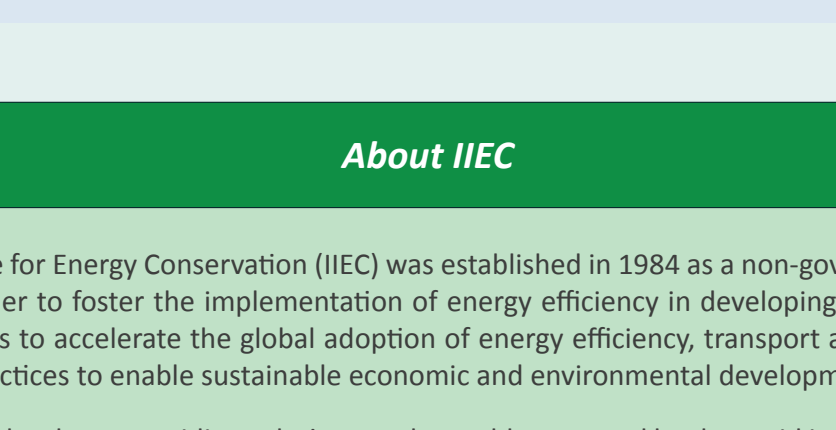 About IIEC
for Energy Conservation (IIEC) was established in 1984 as a non-gov
er to foster the implementation of energy efficiency in developing
s to accelerate the global adoption of energy efficiency, transport a
ctices to enable sustainable economic and environmental developm